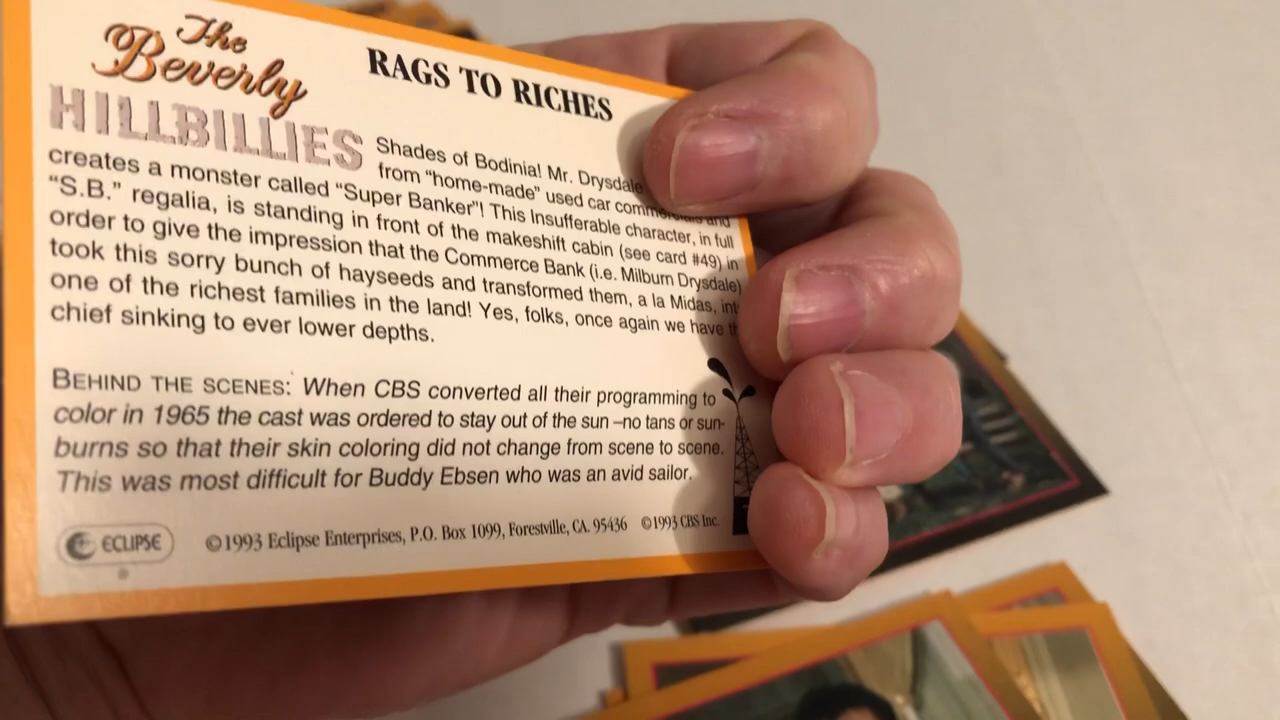 The
Beverly
HILLBILLIES
RAGS TO RICHES
Shades of Bodinia! Mr. Drysdale
from “home-made” used car commercials and
creates a monster called “Super Banker”! This Insufferable character, in full
“S.B.” regalia, is standing in front of the makeshift cabin (see card #49) in
order to give the impression that the Commerce Bank (i.e. Milburn Drysdale)
took this sorry bunch of hayseeds and transformed them, a la Midas, int
one of the richest families in the land! Yes, folks, once again we have
chief sinking to ever lower depths.
BEHIND THE SCENES: When CBS converted all their programming to
color in 1965 the cast was ordered to stay out of the sun –no tans or sun-
burns so that their skin coloring did not change from scene to scene.
This was most difficult for Buddy Ebsen who was an avid sailor.
ECLIPSE
©1993 Eclipse Enterprises, P.O. Box 1099, Forestville, CA. 95436 ©1993 CBS Inc.